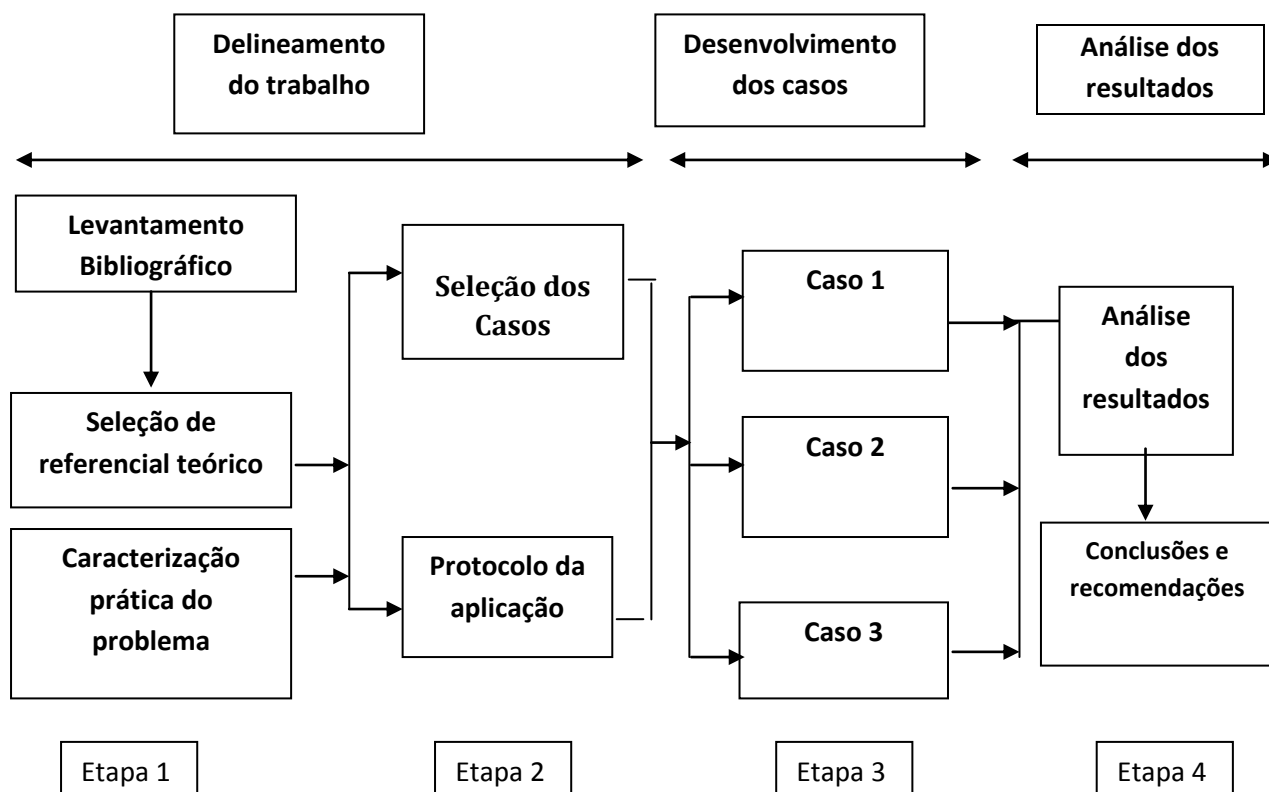 Delineamento
do trabalho
Desenvolvimento
dos casos
Análise dos
resultados
Levantamento
Bibliográfico
Seleção de
referencial teórico
Caracterização
prática do
problema
Seleção dos
Casos
Protocolo da
aplicação
Caso 1
Caso 2
Caso 3
Análise
dos
resultados
Conclusões e
recomendações
Etapa 1
Etapa 2
Etapa 3
Etapa 4